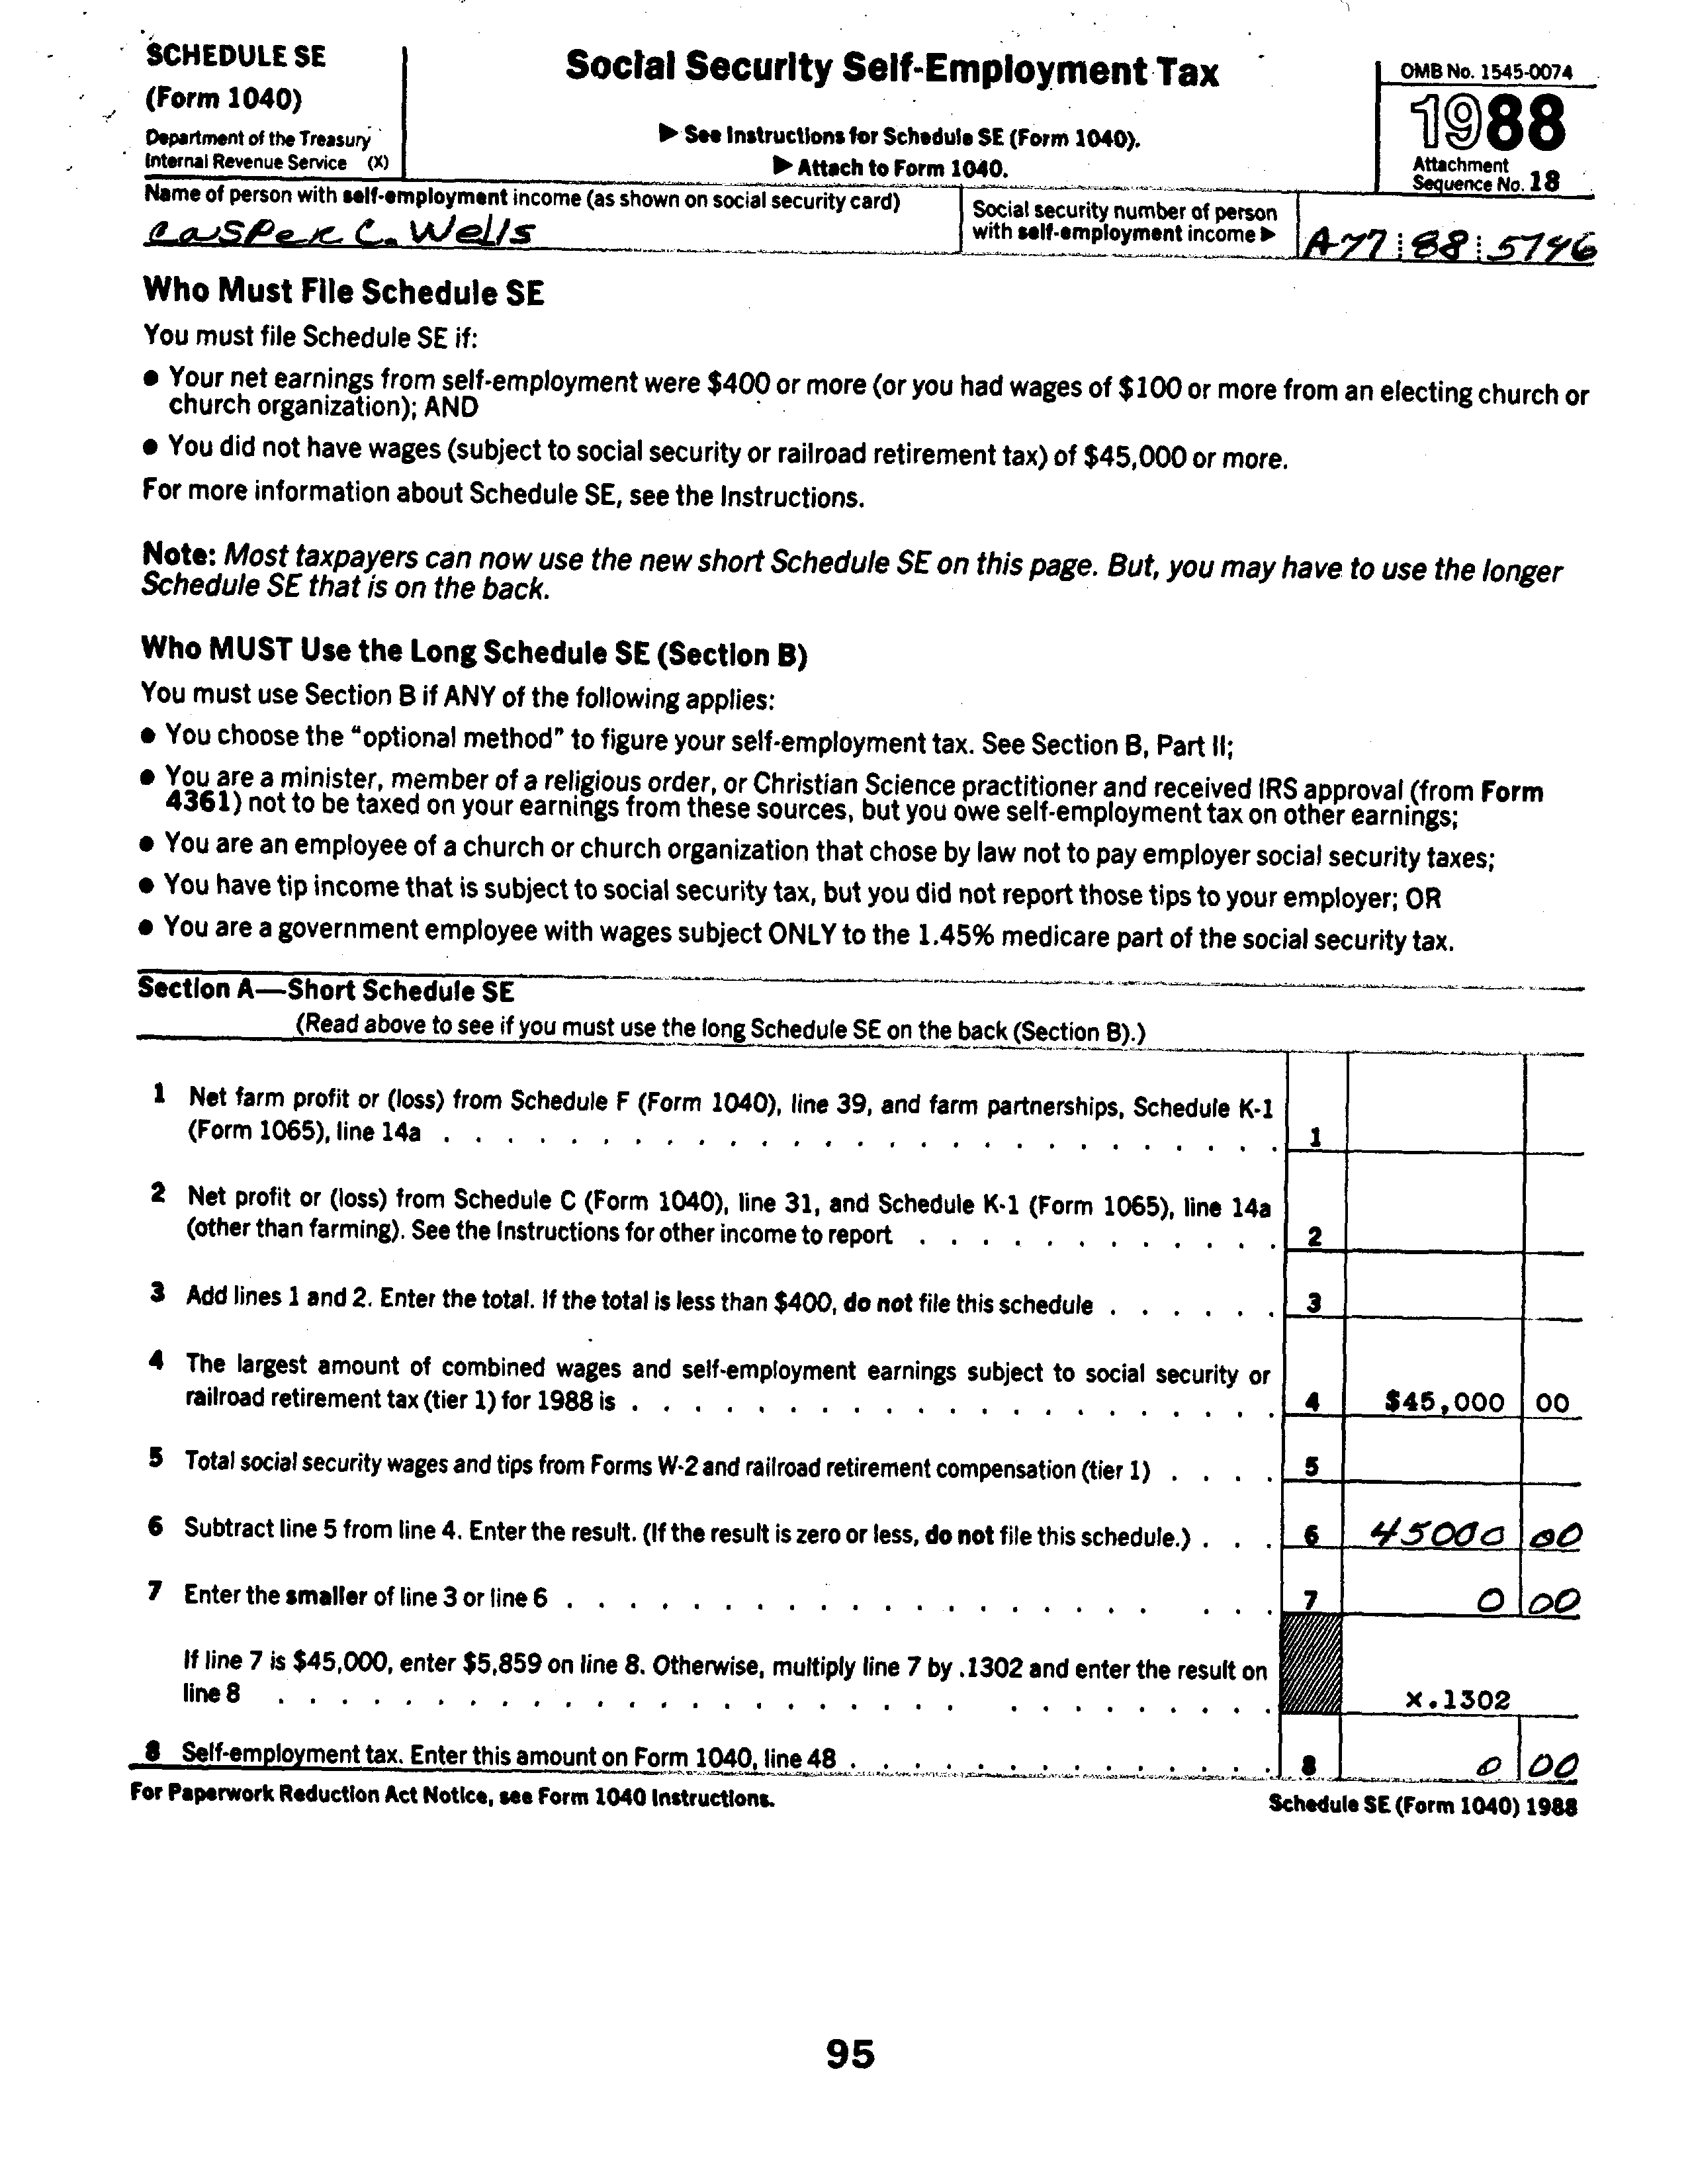 SCHEDULE SE
(Form 1040)
Department of the Treasury
Internal Revenue Service (X)
Social Security Self-Employment Tax
▶ See Instructions for Schedule SE (Form 1040).
▶ Attach to Form 1040.
OMB No. 1545-0074
1988
Attachment
Sequence No. 18
Name of person with self-employment income (as shown on social security card)
Casper C. Wells
Social security number of person
with self-employment income ▶
A77 88 5746
Who Must File Schedule SE
You must file Schedule SE if:
● Your net earnings from self-employment were $400 or more (or you had wages of $100 or more from an electing church or
church organization); AND
● You did not have wages (subject to social security or railroad retirement tax) of $45,000 or more.
For more information about Schedule SE, see the Instructions.
Note: Most taxpayers can now use the new short Schedule SE on this page. But, you may have to use the longer
Schedule SE that is on the back.
Who MUST Use the Long Schedule SE (Section B)
You must use Section B if ANY of the following applies:
● You choose the “optional method” to figure your self-employment tax. See Section B, Part II;
● You are a minister, member of a religious order, or Christian Science practitioner and received IRS approval (from Form
4361) not to be taxed on your earnings from these sources, but you owe self-employment tax on other earnings;
● You are an employee of a church or church organization that chose by law not to pay employer social security taxes;
● You have tip income that is subject to social security tax, but you did not report those tips to your employer; OR
● You are a government employee with wages subject ONLY to the 1.45% medicare part of the social security tax.
Section A—Short Schedule SE
(Read above to see if you must use the long Schedule SE on the back (Section B).)
1 Net farm profit or (loss) from Schedule F (Form 1040), line 39, and farm partnerships, Schedule K-1
(Form 1065), line 14a 1
2 Net profit or (loss) from Schedule C (Form 1040), line 31, and Schedule K-1 (Form 1065), line 14a
(other than farming). See the Instructions for other income to report 2
3 Add lines 1 and 2. Enter the total. If the total is less than $400, do not file this schedule 3
4 The largest amount of combined wages and self-employment earnings subject to social security or
railroad retirement tax (tier 1) for 1988 is 4 $45,000 00
5 Total social security wages and tips from Forms W-2 and railroad retirement compensation (tier 1) 5
6 Subtract line 5 from line 4. Enter the result. (If the result is zero or less, do not file this schedule.) 6 45000 00
7 Enter the smaller of line 3 or line 6 7 0 00
If line 7 is $45,000, enter $5,859 on line 8. Otherwise, multiply line 7 by .1302 and enter the result on
line 8 x.1302
8 Self-employment tax. Enter this amount on Form 1040, line 48 8 0 00
For Paperwork Reduction Act Notice, see Form 1040 Instructions.
Schedule SE (Form 1040) 1988
95